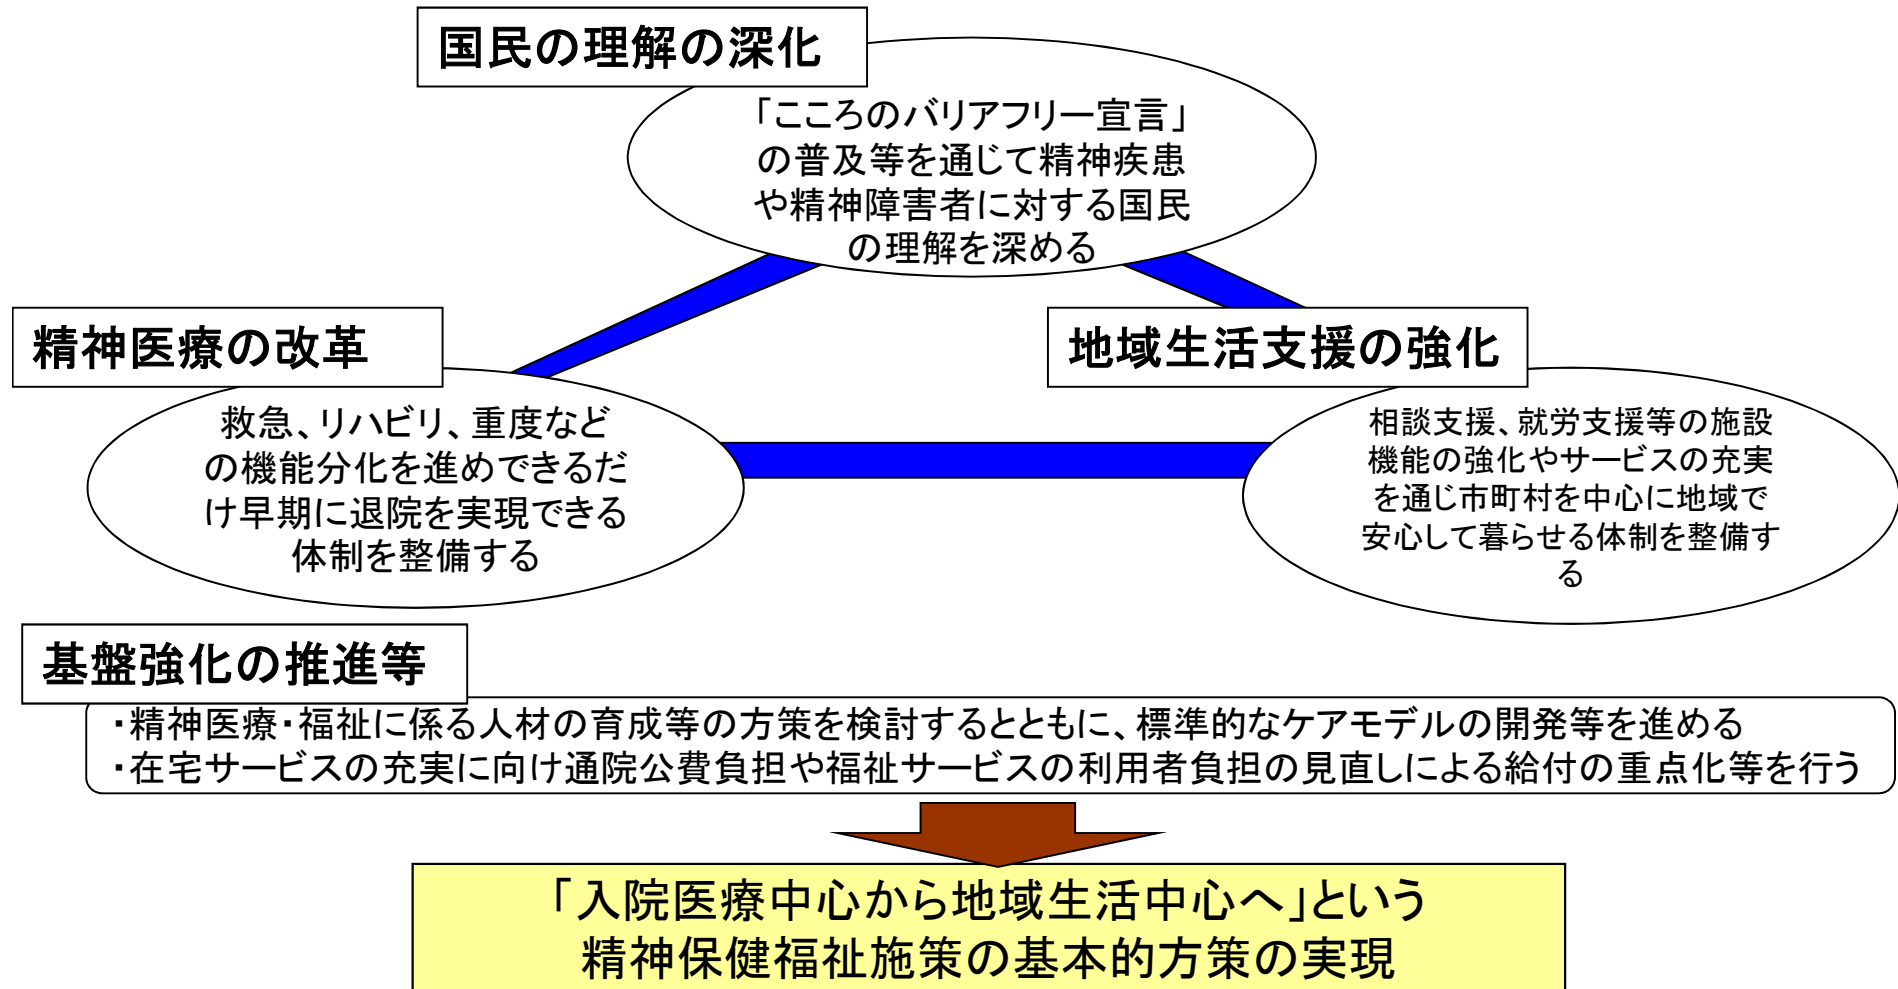 国民の理解の深化
「こころのバリアフリー宣言」
の普及等を通じて精神疾患
や精神障害者に対する国民
の理解を深める
精神医療の改革
救急、リハビリ、重度など
の機能分化を進めできるだ
け早期に退院を実現できる
体制を整備する
地域生活支援の強化
相談支援、就労支援等の施設
機能の強化やサービスの充実
を通じ市町村を中心に地域で
安心して暮らせる体制を整備す
る
基盤強化の推進等
・精神医療・福祉に係る人材の育成等の方策を検討するとともに、標準的なケアモデルの開発等を進める
・在宅サービスの充実に向け通院公費負担や福祉サービスの利用者負担の見直しによる給付の重点化等を行う
「入院医療中心から地域生活中心へ」という
精神保健福祉施策の基本的方策の実現